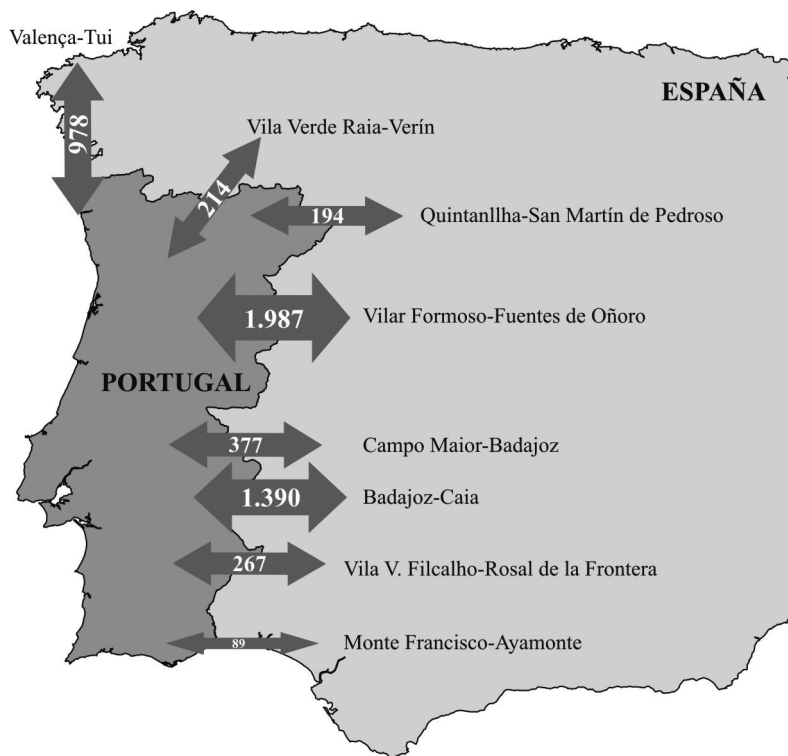 Valença-Tui
ESPAÑA
978
Vila Verde Raia-Verín
214
194
Quintanllha-San Martín de Pedroso
1.987
Vilar Formoso-Fuentes de Oñoro
PORTUGAL
377
Campo Maior-Badajoz
1.390
Badajoz-Caia
267
Vila V. Filcalho-Rosal de la Frontera
89
Monte Francisco-Ayamonte